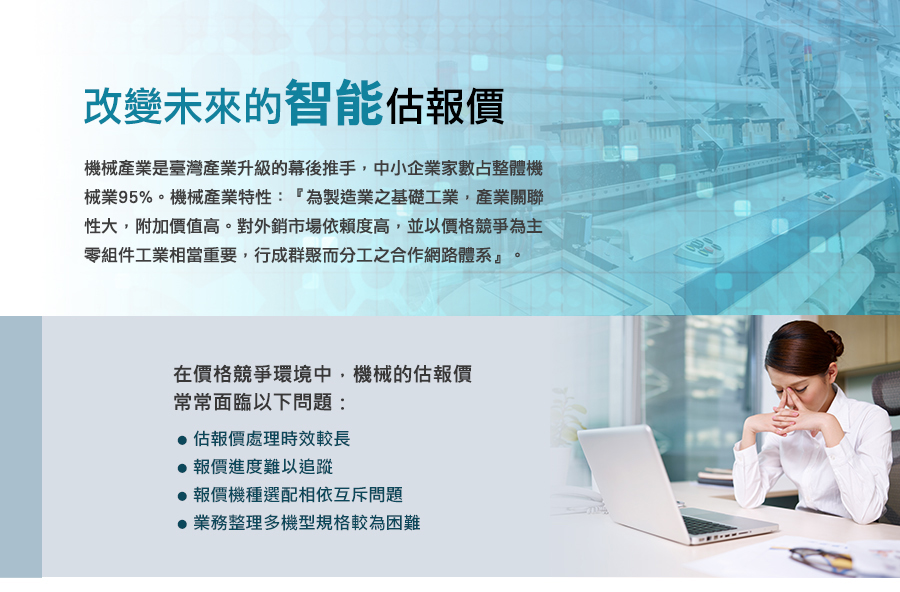 改變未來的智能估報價
機械產業是臺灣產業升級的幕後推手，中小企業家數占整體機
械業95%。機械產業特性：『為製造業之基礎工業，產業關聯
性大，附加價值高。對外銷市場依賴度高，並以價格競爭為主
零組件工業相當重要，行成群聚而分工之合作網路體系』。
在價格競爭環境中，機械的估報價
常常面臨以下問題：
● 估報價處理時效較長
● 報價進度難以追蹤
● 報價機種選配相依互斥問題
● 業務整理多機型規格較為困難